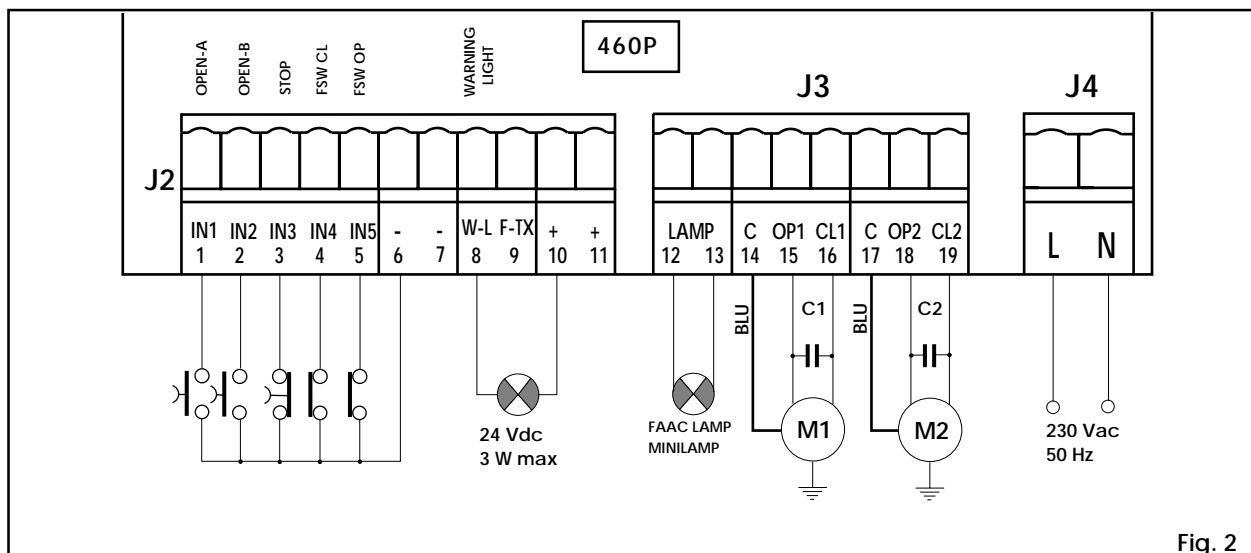 460P
OPEN-A
OPEN-B
STOP
FSW CL
FSW OP
WARNING
LIGHT
J3
J4
J2
IN1 IN2 IN3 IN4 IN5 - - W-L F-TX + +
1 2 3 4 5 6 7 8 9 10 11
LAMP C OP1 CL1 C OP2 CL2
12 13 14 15 16 17 18 19
L N
BLU
C1
BLU
C2
24 Vdc
3 W max
FAAC LAMP
MINILAMP
M1
M2
230 Vac
50 Hz
Fig. 2